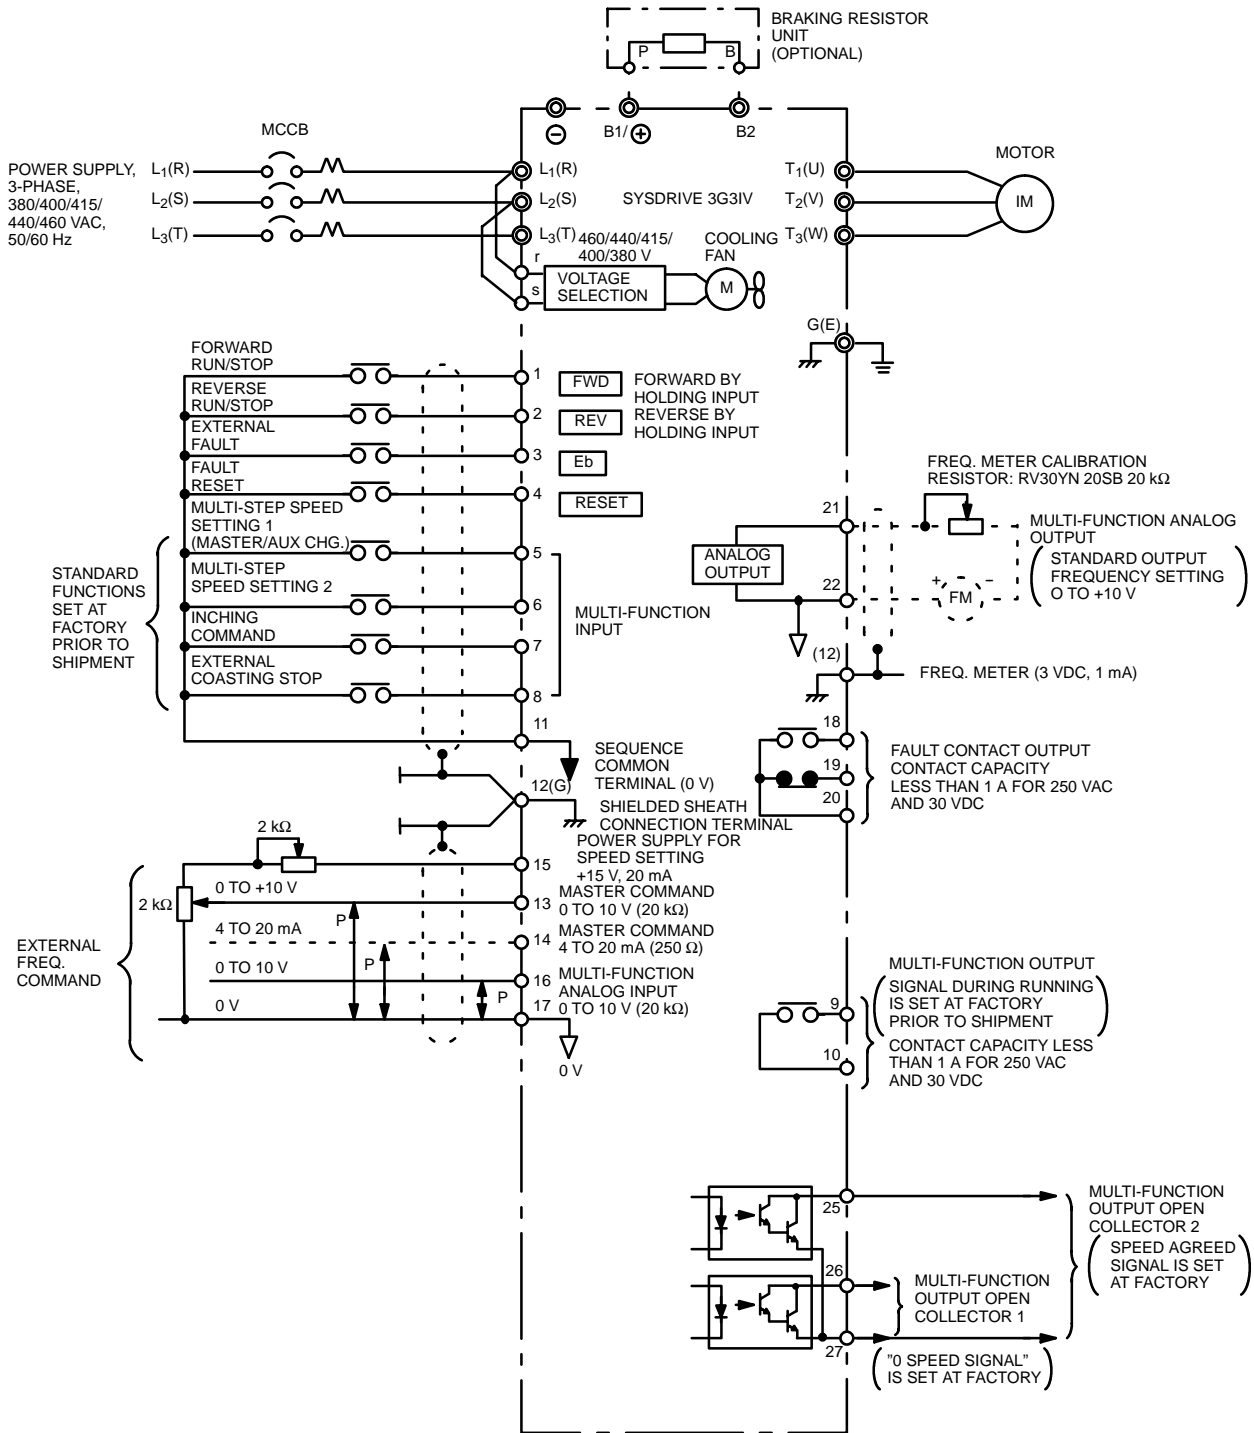 BRAKING RESISTOR
UNIT
(OPTIONAL)
P
B
MCCB
B1/
B2
MOTOR
POWER SUPPLY,
3-PHASE,
380/400/415/
440/460 VAC,
50/60 Hz
L1(R)
L2(S)
L3(T)
L1(R)
L2(S)
L3(T)
SYSDRIVE 3G3IV
T1(U)
T2(V)
T3(W)
IM
460/440/415/
400/380 V
COOLING
FAN
r
s
VOLTAGE
SELECTION
M
G(E)
FORWARD
RUN/STOP
1
FWD
FORWARD BY
HOLDING INPUT
REVERSE
RUN/STOP
2
REV
REVERSE BY
HOLDING INPUT
EXTERNAL
FAULT
3
Eb
FAULT
RESET
4
RESET
MULTI-STEP SPEED
SETTING 1
(MASTER/AUX CHG.)
5
MULTI-STEP
SPEED SETTING 2
6
INCHING
COMMAND
7
EXTERNAL
COASTING STOP
8
STANDARD
FUNCTIONS
SET AT
FACTORY
PRIOR TO
SHIPMENT
MULTI-FUNCTION
INPUT
11
SEQUENCE
COMMON
TERMINAL (0 V)
12(G)
SHIELDED SHEATH
CONNECTION TERMINAL
FREQ. METER CALIBRATION
RESISTOR: RV30YN 20SB 20 kΩ
21
MULTI-FUNCTION ANALOG
OUTPUT
STANDARD OUTPUT
FREQUENCY SETTING
O TO +10 V
ANALOG
OUTPUT
22
+
FM
–
(12)
FREQ. METER (3 VDC, 1 mA)
18
19
20
FAULT CONTACT OUTPUT
CONTACT CAPACITY
LESS THAN 1 A FOR 250 VAC
AND 30 VDC
2 kΩ
15
POWER SUPPLY FOR
SPEED SETTING
+15 V, 20 mA
2 kΩ
0 TO +10 V
P
13
MASTER COMMAND
0 TO 10 V (20 kΩ)
4 TO 20 mA
P
14
MASTER COMMAND
4 TO 20 mA (250 Ω)
0 TO 10 V
P
16
MULTI-FUNCTION
ANALOG INPUT
0 TO 10 V (20 kΩ)
0 V
17
0 V
EXTERNAL
FREQ.
COMMAND
MULTI-FUNCTION OUTPUT
SIGNAL DURING RUNNING
IS SET AT FACTORY
PRIOR TO SHIPMENT
9
10
CONTACT CAPACITY LESS
THAN 1 A FOR 250 VAC
AND 30 VDC
25
MULTI-FUNCTION
OUTPUT OPEN
COLLECTOR 2
SPEED AGREED
SIGNAL IS SET
AT FACTORY
26
MULTI-FUNCTION
OUTPUT OPEN
COLLECTOR 1
27
”0 SPEED SIGNAL”
IS SET AT FACTORY